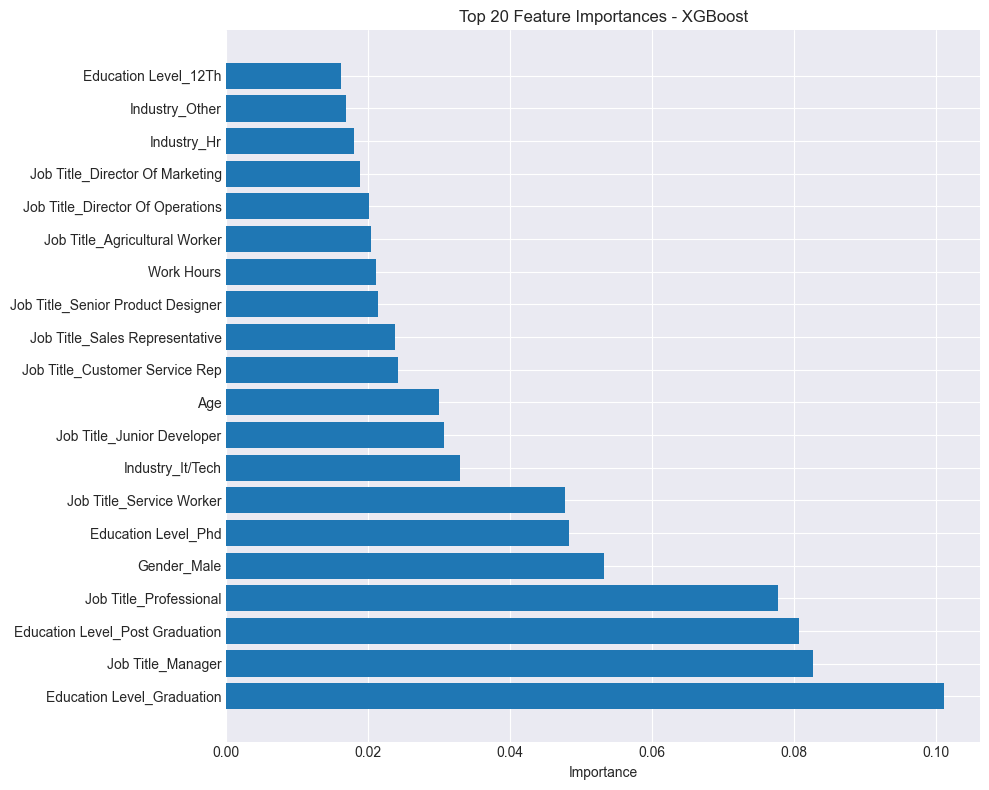 Top 20 Feature Importances - XGBoost
Education Level_12Th
Industry_Other
Industry_Hr
Job Title_Director Of Marketing
Job Title_Director Of Operations
Job Title_Agricultural Worker
Work Hours
Job Title_Senior Product Designer
Job Title_Sales Representative
Job Title_Customer Service Rep
Age
Job Title_Junior Developer
Industry_It/Tech
Job Title_Service Worker
Education Level_Phd
Gender_Male
Job Title_Professional
Education Level_Post Graduation
Job Title_Manager
Education Level_Graduation
0.00 0.02 0.04 0.06 0.08 0.10
Importance